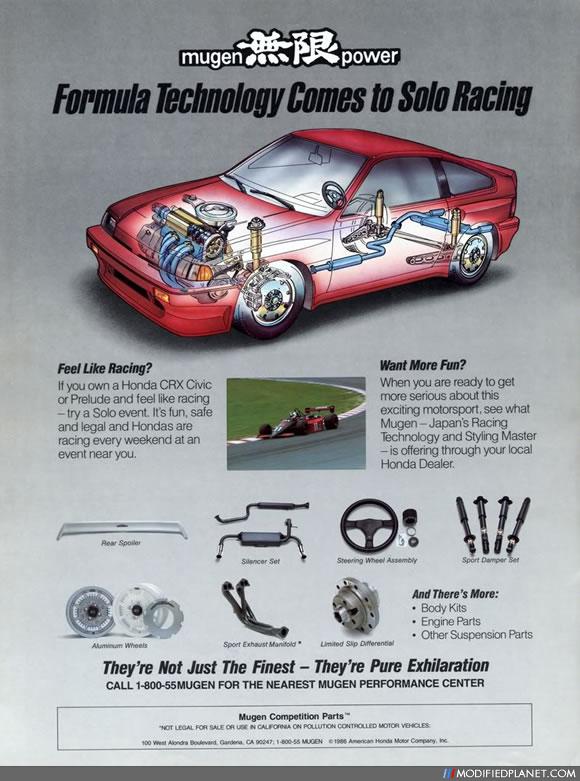 mugen 無限 power
Formula Technology Comes to Solo Racing
Feel Like Racing?
If you own a Honda CRX Civic
or Prelude and feel like racing
– try a Solo event. It's fun, safe
and legal and Hondas are
racing every weekend at an
event near you.
Want More Fun?
When you are ready to get
more serious about this
exciting motorsport, see what
Mugen – Japan's Racing
Technology and Styling Master
– is offering through your local
Honda Dealer.
Rear Spoiler
Silencer Set
Steering Wheel Assembly
Sport Damper Set
Aluminum Wheels
Sport Exhaust Manifold*
Limited Slip Differential
And There's More:
• Body Kits
• Engine Parts
• Other Suspension Parts
They're Not Just The Finest – They're Pure Exhilaration
CALL 1-800-55MUGEN FOR THE NEAREST MUGEN PERFORMANCE CENTER
Mugen Competition Parts™
*NOT LEGAL FOR SALE OR USE IN CALIFORNIA ON POLLUTION CONTROLLED MOTOR VEHICLES.
100 West Alondra Boulevard, Gardena, CA 90247; 1-800-55 MUGEN ©1986 American Honda Motor Company, Inc.
MODIFIEDPLANET.COM